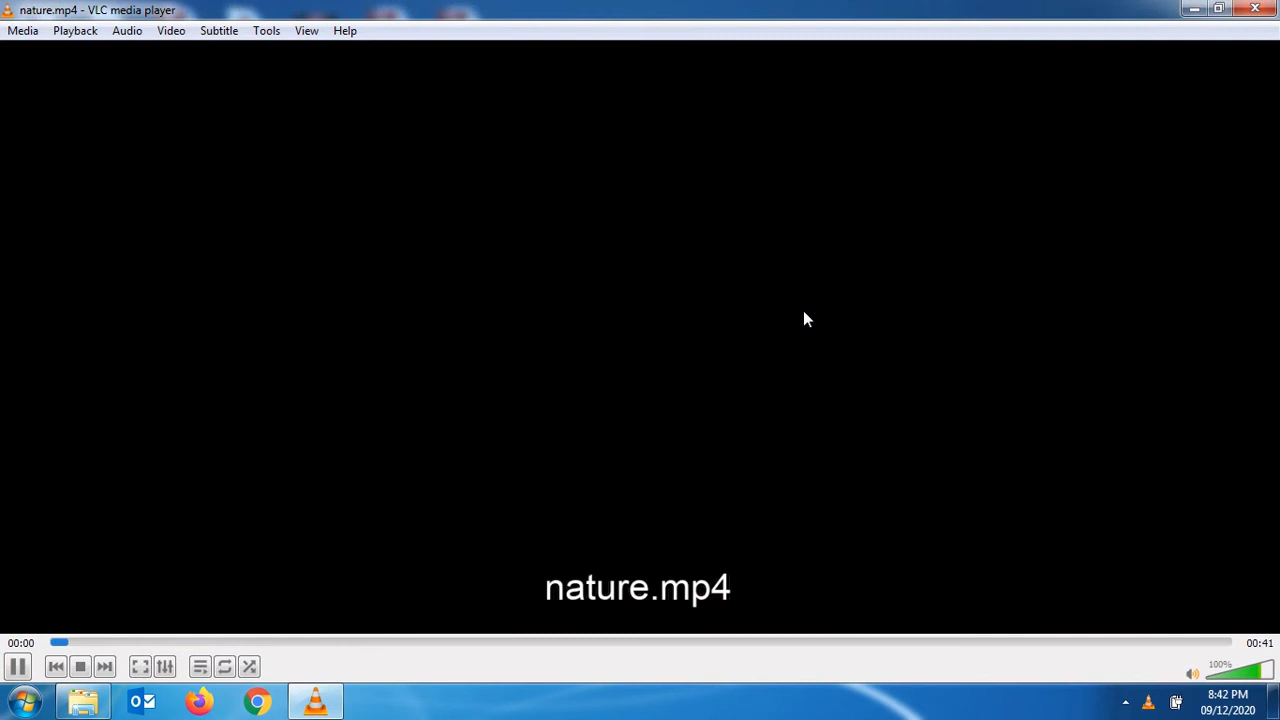 nature.mp4 - VLC media player
Media Playback Audio Video Subtitle Tools View Help
nature.mp4
00:00 00:41
100%
8:42 PM
09/12/2020